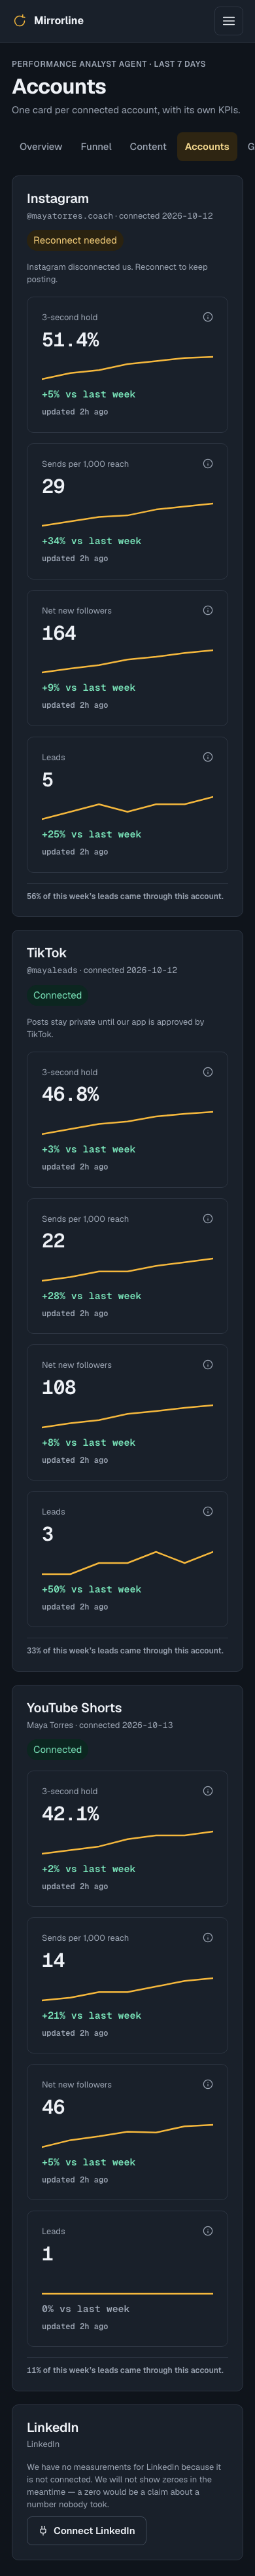 Mirrorline
PERFORMANCE ANALYST AGENT · LAST 7 DAYS
Accounts
One card per connected account, with its own KPIs.
Overview Funnel Content Accounts G
Instagram
@mayatorres.coach · connected 2026-10-12
Reconnect needed
Instagram disconnected us. Reconnect to keep
posting.
3-second hold
51.4%
+5% vs last week
updated 2h ago
Sends per 1,000 reach
29
+34% vs last week
updated 2h ago
Net new followers
164
+9% vs last week
updated 2h ago
Leads
5
+25% vs last week
updated 2h ago
56% of this week's leads came through this account.
TikTok
@mayaleads · connected 2026-10-12
Connected
Posts stay private until our app is approved by
TikTok.
3-second hold
46.8%
+3% vs last week
updated 2h ago
Sends per 1,000 reach
22
+28% vs last week
updated 2h ago
Net new followers
108
+8% vs last week
updated 2h ago
Leads
3
+50% vs last week
updated 2h ago
33% of this week's leads came through this account.
YouTube Shorts
Maya Torres · connected 2026-10-13
Connected
3-second hold
42.1%
+2% vs last week
updated 2h ago
Sends per 1,000 reach
14
+21% vs last week
updated 2h ago
Net new followers
46
+5% vs last week
updated 2h ago
Leads
1
0% vs last week
updated 2h ago
11% of this week's leads came through this account.
LinkedIn
LinkedIn
We have no measurements for LinkedIn because it
is not connected. We will not show zeroes in the
meantime — a zero would be a claim about a
number nobody took.
Connect LinkedIn